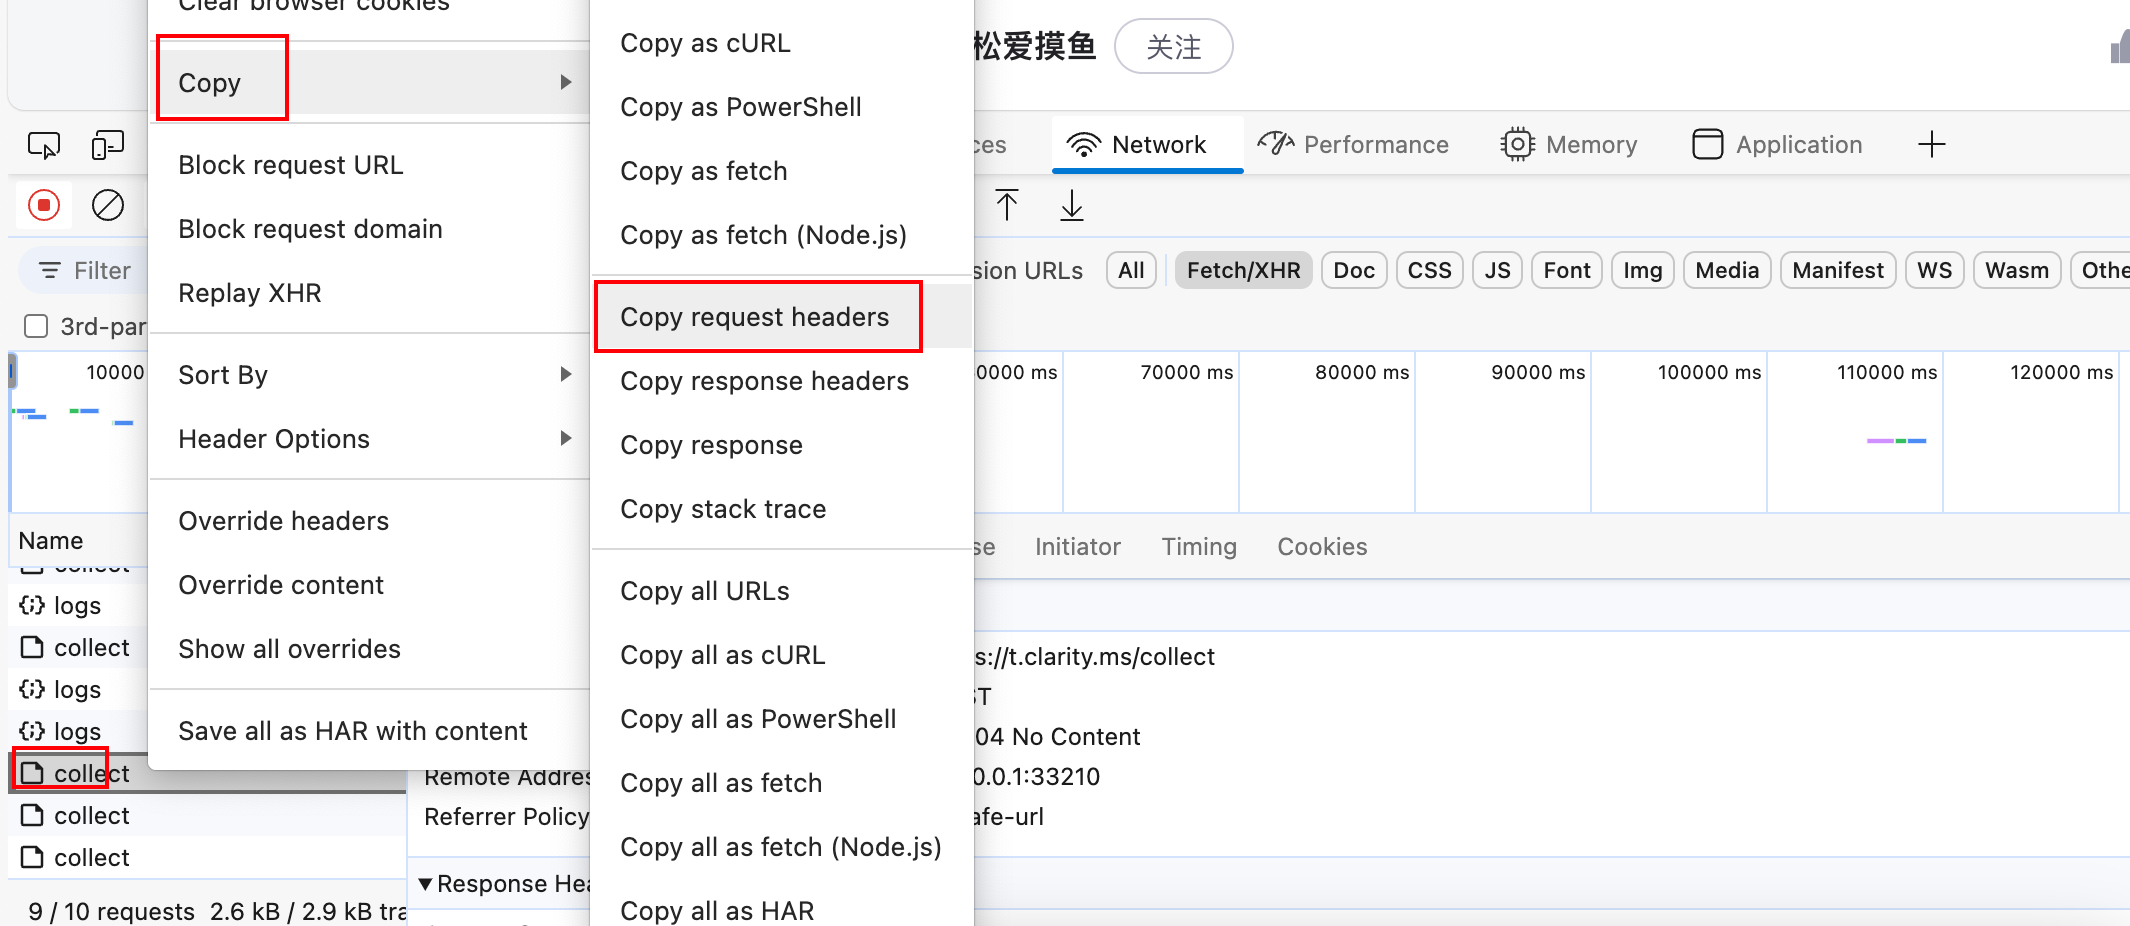 Clear browser cookies
Copy
Block request URL
Block request domain
Replay XHR
Sort By
Header Options
Override headers
Override content
Show all overrides
Save all as HAR with content
Copy as cURL
Copy as PowerShell
Copy as fetch
Copy as fetch (Node.js)
Copy request headers
Copy response headers
Copy response
Copy stack trace
Copy all URLs
Copy all as cURL
Copy all as PowerShell
Copy all as fetch
Copy all as fetch (Node.js)
Copy all as HAR
松爱摸鱼 关注
ces Network Performance Memory Application
Filter
sion URLs All Fetch/XHR Doc CSS JS Font Img Media Manifest WS Wasm Othe
3rd-par
10000 0000 ms 70000 ms 80000 ms 90000 ms 100000 ms 110000 ms 120000 ms
Name
se Initiator Timing Cookies
collect
logs
collect
logs
logs
collect
collect
collect
s://t.clarity.ms/collect
ST
04 No Content
Remote Addres 0.0.1:33210
Referrer Policy afe-url
Response Hea
9 / 10 requests 2.6 kB / 2.9 kB tra